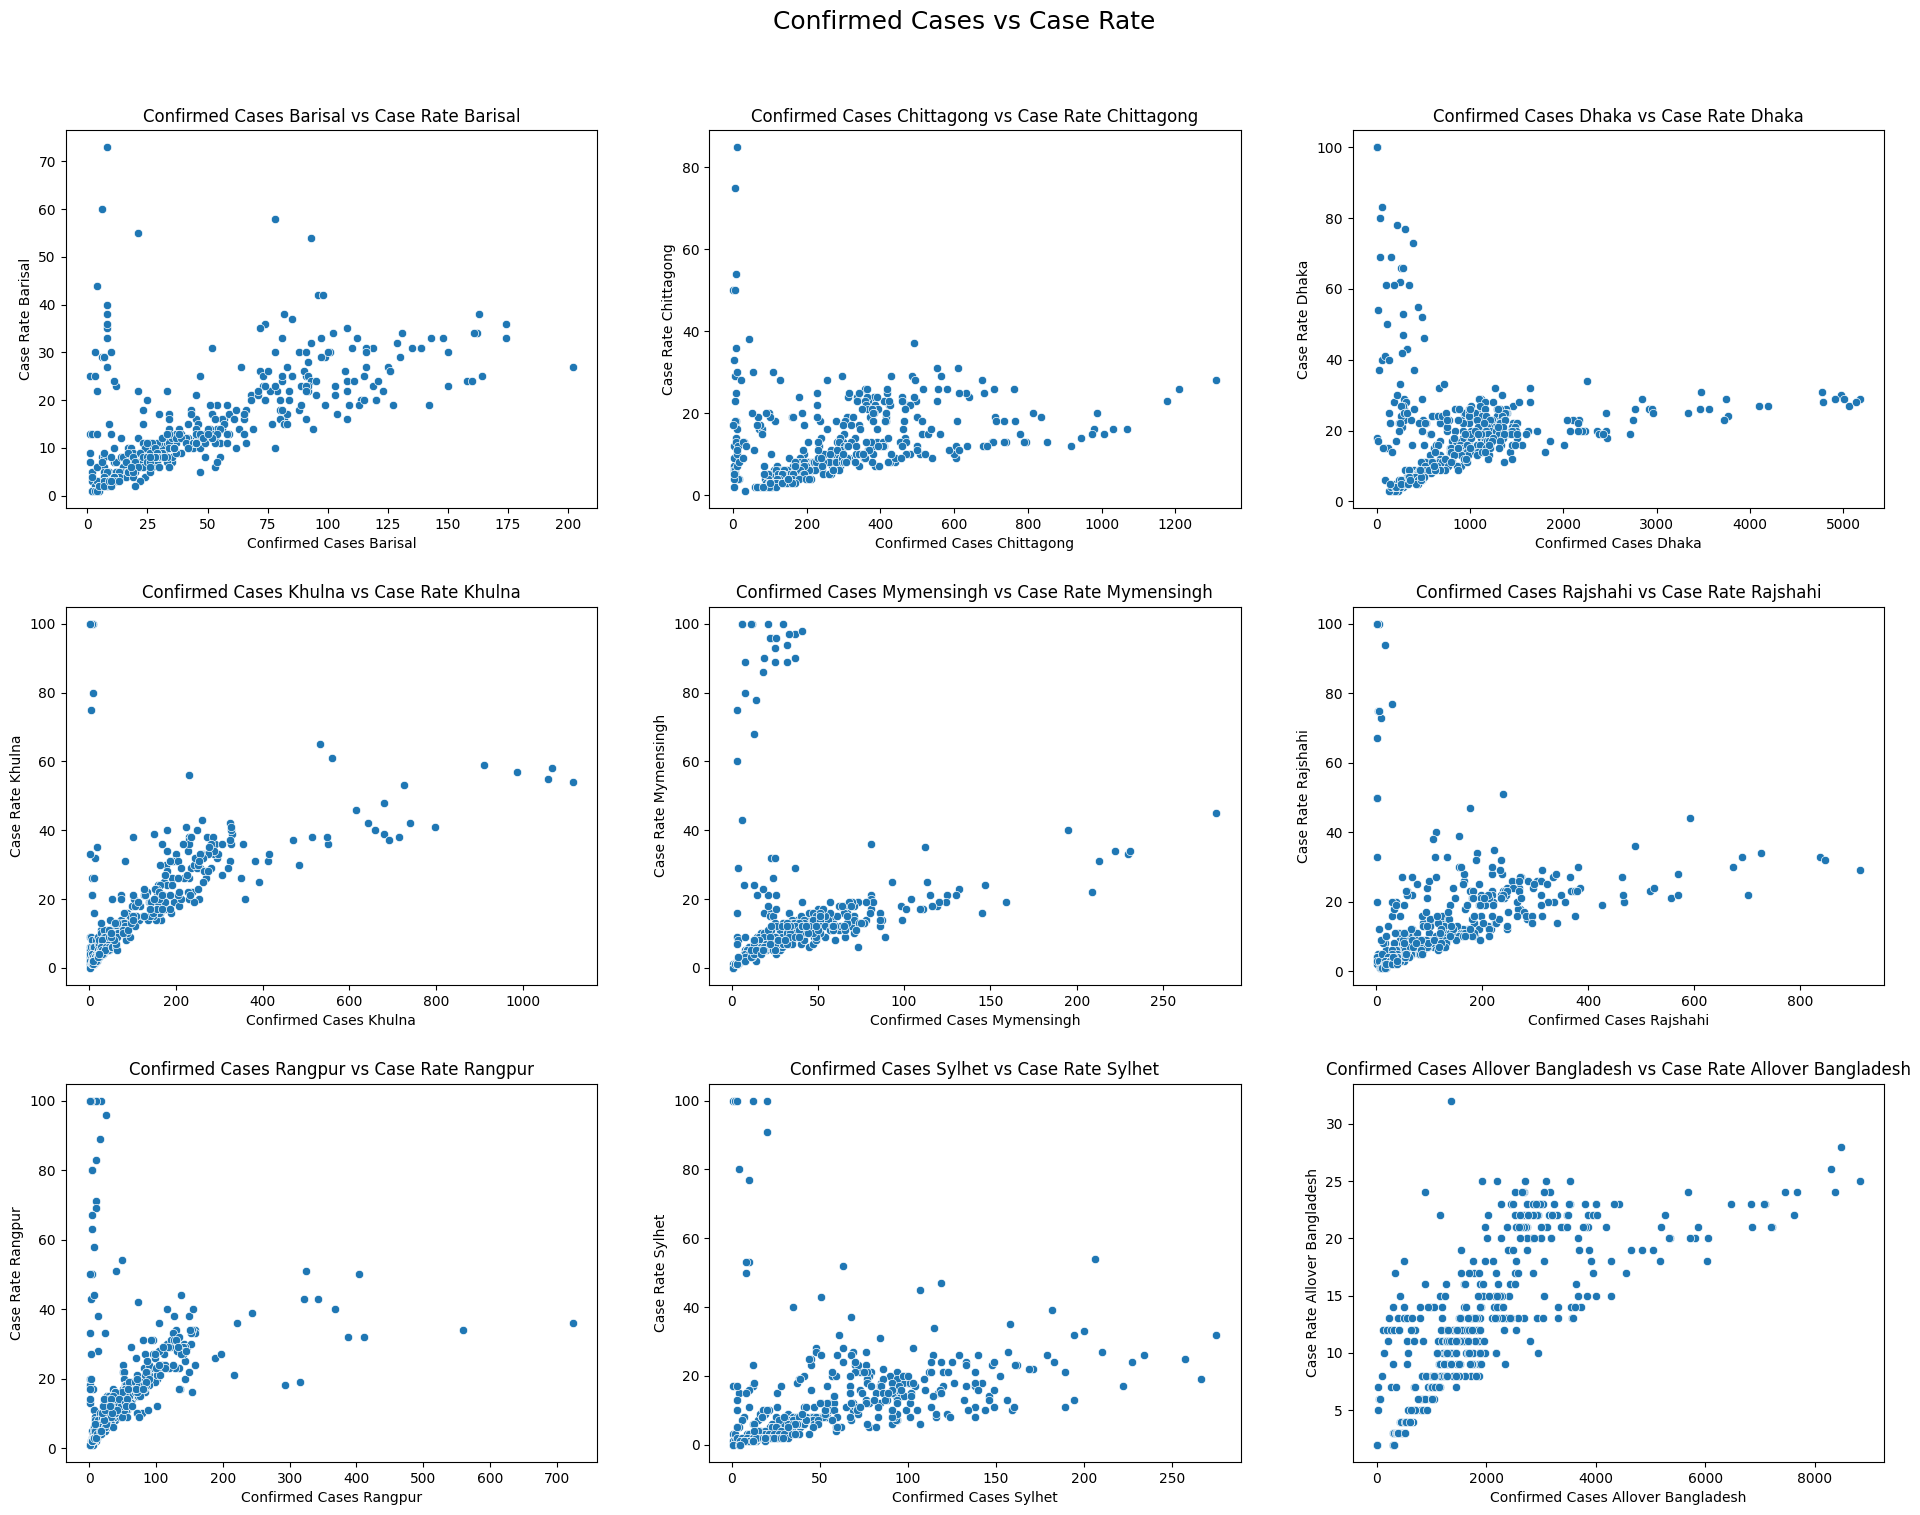 Confirmed Cases vs Case Rate
Confirmed Cases Barisal vs Case Rate Barisal
Case Rate Barisal
70
60
50
40
30
20
10
0
0 25 50 75 100 125 150 175 200
Confirmed Cases Barisal
Confirmed Cases Chittagong vs Case Rate Chittagong
Case Rate Chittagong
80
60
40
20
0
0 200 400 600 800 1000 1200
Confirmed Cases Chittagong
Confirmed Cases Dhaka vs Case Rate Dhaka
Case Rate Dhaka
100
80
60
40
20
0
0 1000 2000 3000 4000 5000
Confirmed Cases Dhaka
Confirmed Cases Khulna vs Case Rate Khulna
Case Rate Khulna
100
80
60
40
20
0
0 200 400 600 800 1000
Confirmed Cases Khulna
Confirmed Cases Mymensingh vs Case Rate Mymensingh
Case Rate Mymensingh
100
80
60
40
20
0
0 50 100 150 200 250
Confirmed Cases Mymensingh
Confirmed Cases Rajshahi vs Case Rate Rajshahi
Case Rate Rajshahi
100
80
60
40
20
0
0 200 400 600 800
Confirmed Cases Rajshahi
Confirmed Cases Rangpur vs Case Rate Rangpur
Case Rate Rangpur
100
80
60
40
20
0
0 100 200 300 400 500 600 700
Confirmed Cases Rangpur
Confirmed Cases Sylhet vs Case Rate Sylhet
Case Rate Sylhet
100
80
60
40
20
0
0 50 100 150 200 250
Confirmed Cases Sylhet
Confirmed Cases Allover Bangladesh vs Case Rate Allover Bangladesh
Case Rate Allover Bangladesh
30
25
20
15
10
5
0 2000 4000 6000 8000
Confirmed Cases Allover Bangladesh